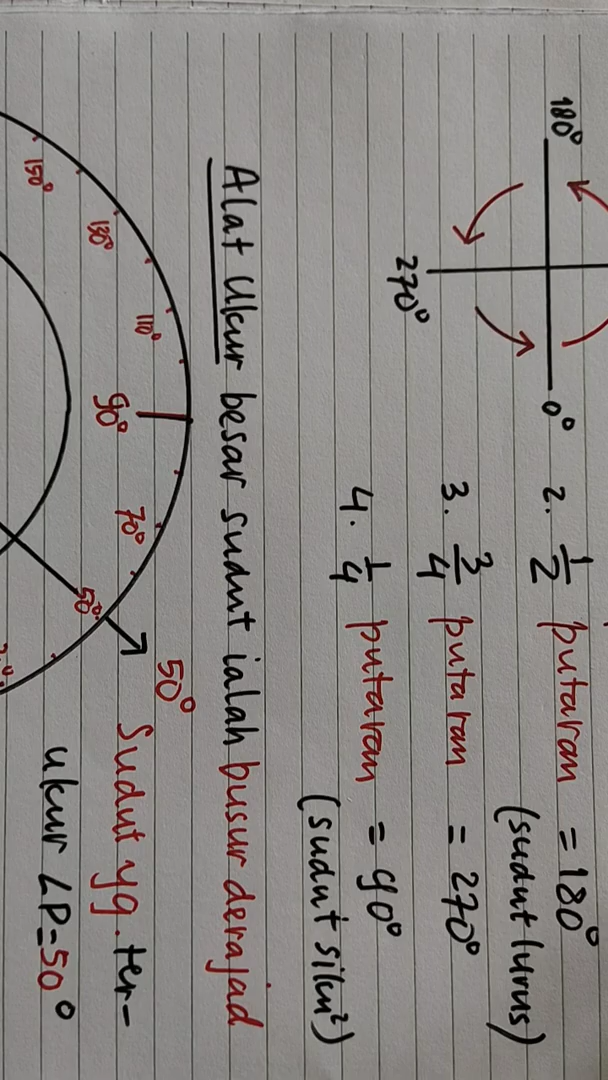 180°
0°
270°
2. 1/2 putaran = 180°
(sudut lurus)
3. 3/4 putaran = 270°
4. 1/4 putaran = 90°
(sudut siku²)
Alat Ukur besar sudut ialah busur derajad
150°
130°
110°
90°
70°
50°
50°
Sudut yg. ter-
ukur ∠P=50°